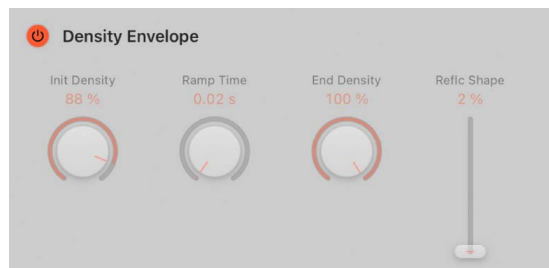 Density Envelope
Init Density
Ramp Time
End Density
Reflc Shape
88 %
0.02 s
100 %
2 %